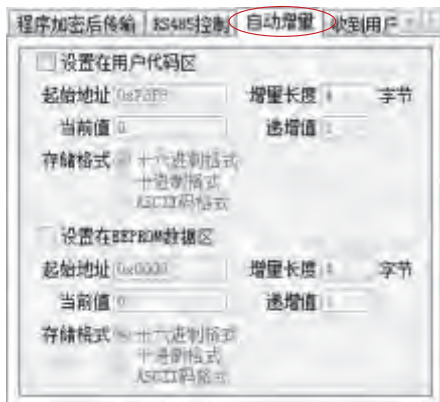 程序加密后传输 RS485控制 自动增量 收到用户
设置在用户代码区
起始地址 增量长度 4 字节
当前值 0 递增值 1
存储格式 十六进制格式
十进制格式
ASCII码格式
设置在EEPROM数据区
起始地址 0x0000 增量长度 4 字节
当前值 0 递增值 1
存储格式 十六进制格式
十进制格式
ASCII码格式